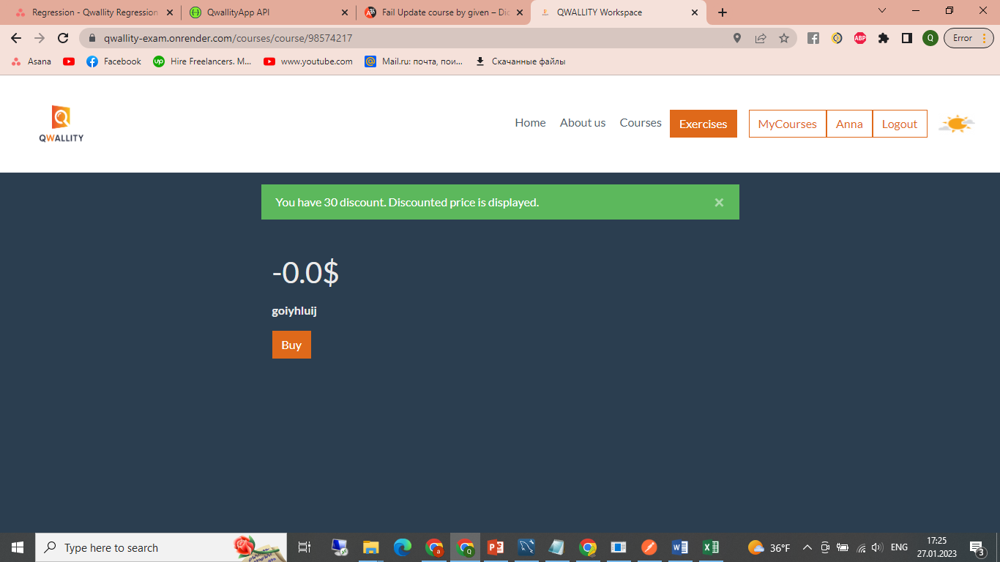 Regression - Qwallity Regression
QwallityApp API
Fail Update course by given – Dic
QWALLITY Workspace
qwallity-exam.onrender.com/courses/course/98574217
ABP
Q
Error
Asana
Facebook
up
Hire Freelancers. M...
www.youtube.com
@
Mail.ru: почта, пои...
Скачанные файлы
QWALLITY
Home
About us
Courses
Exercises
MyCourses
Anna
Logout
You have 30 discount. Discounted price is displayed.
×
-0.0$
goiyhluij
Buy
Type here to search
a
Q
P
W
X
36°F
ENG
17:25
27.01.2023
3